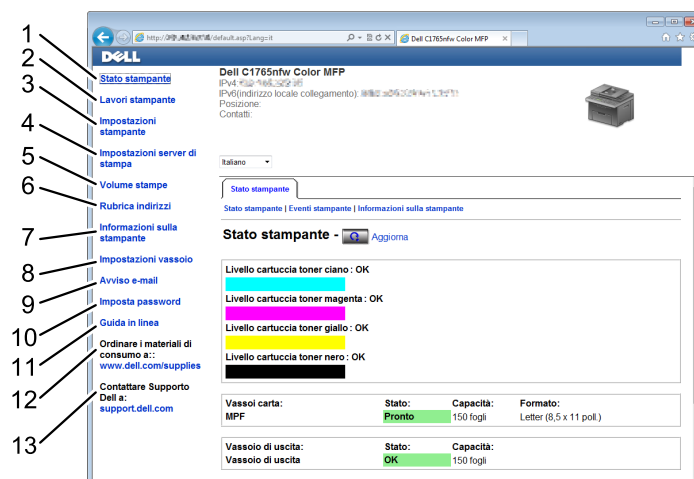 http:// /default.asp?Lang=it
Dell C1765nfw Color MFP
DELL
1
2
3
4
5
6
7
8
9
10
11
12
13
Stato stampante
Lavori stampante
Impostazioni
stampante
Impostazioni server di
stampa
Volume stampe
Rubrica indirizzi
Informazioni sulla
stampante
Impostazioni vassoio
Avviso e-mail
Imposta password
Guida in linea
Ordinare i materiali di
consumo a::
www.dell.com/supplies
Contattare Supporto
Dell a:
support.dell.com
Dell C1765nfw Color MFP
IPv4:
IPv6(indirizzo locale collegamento):
Posizione:
Contatti:
Italiano
Stato stampante
Stato stampante | Eventi stampante | Informazioni sulla stampante
Stato stampante - Aggiorna
Livello cartuccia toner ciano : OK
Livello cartuccia toner magenta : OK
Livello cartuccia toner giallo : OK
Livello cartuccia toner nero : OK
Vassoi carta: Stato: Capacità: Formato:
MPF Pronto 150 fogli Letter (8,5 x 11 poll.)
Vassoio di uscita: Stato: Capacità:
Vassoio di uscita OK 150 fogli